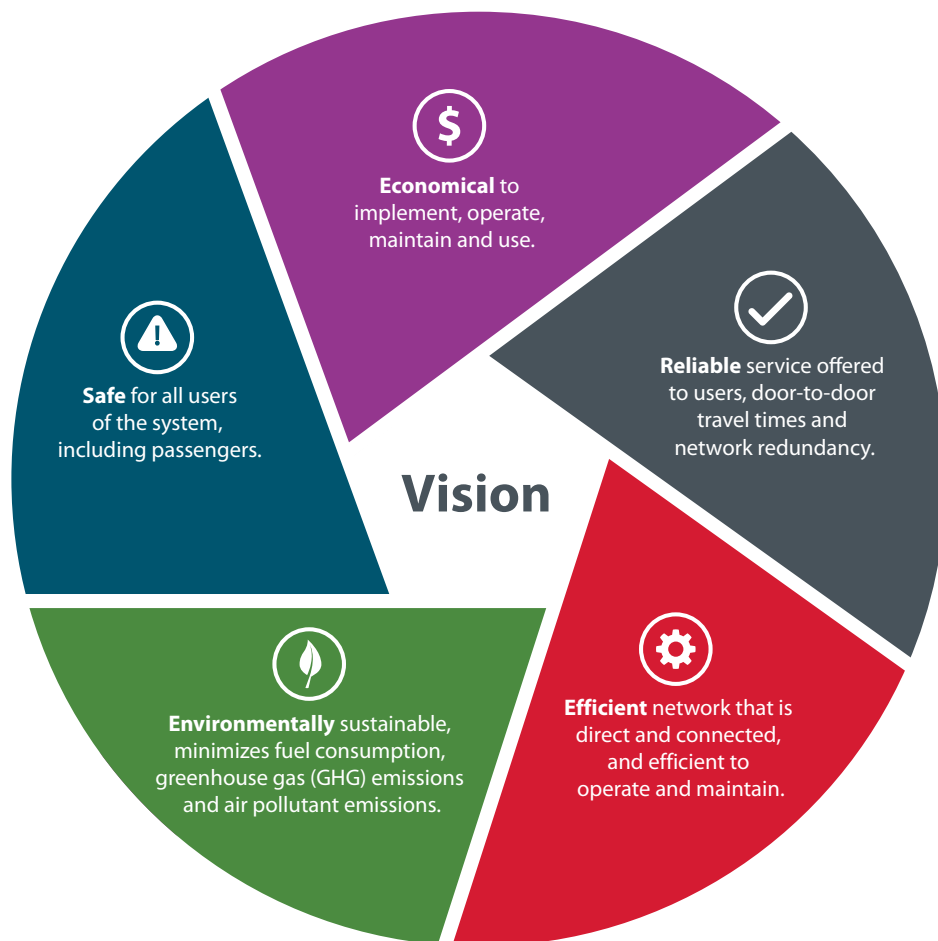 $
Economical to
implement, operate,
maintain and use.
Reliable service offered
to users, door-to-door
travel times and
network redundancy.
!
Safe for all users
of the system,
including passengers.
Vision
Efficient network that is
direct and connected,
and efficient to
operate and maintain.
Environmentally sustainable,
minimizes fuel consumption,
greenhouse gas (GHG) emissions
and air pollutant emissions.